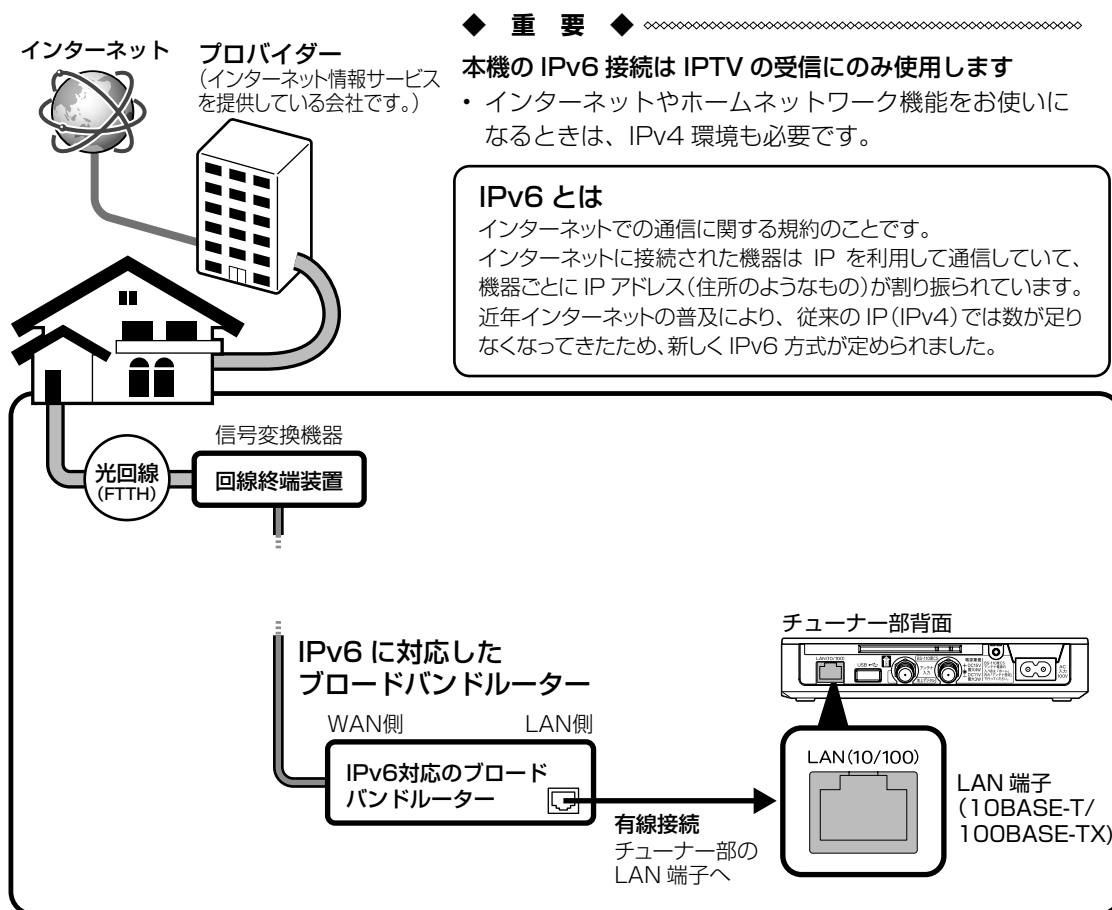 ◆ 重 要 ◆
本機の IPv6 接続は IPTV の受信にのみ使用します
• インターネットやホームネットワーク機能をお使いに
なるときは、IPv4 環境も必要です。
インターネット
プロバイダー
(インターネット情報サービス
を提供している会社です。)
IPv6 とは
インターネットでの通信に関する規約のことです。
インターネットに接続された機器は IP を利用して通信していて、
機器ごとに IP アドレス(住所のようなもの)が割り振られています。
近年インターネットの普及により、従来の IP(IPv4)では数が足り
なくなってきたため、新しく IPv6 方式が定められました。
信号変換機器
光回線
(FTTH)
回線終端装置
IPv6 に対応した
ブロードバンドルーター
WAN側
LAN側
IPv6対応のブロード
バンドルーター
有線接続
チューナー部の
LAN 端子へ
チューナー部背面
LAN(10/100)
USB
LAN(10/100)
LAN 端子
(10BASE-T/
100BASE-TX)